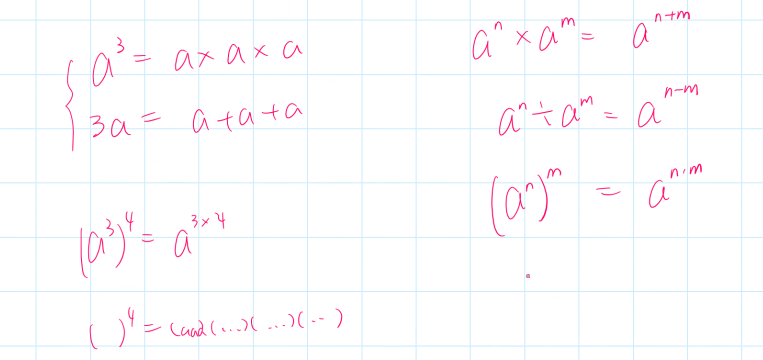 a³ = a × a × a
3a = a + a + a
(a³)⁴ = a³ˣ⁴
( )⁴ = (aaa)(...)(...)(...)
aⁿ × aᵐ = aⁿ⁺ᵐ
aⁿ ÷ aᵐ = aⁿ⁻ᵐ
(aⁿ)ᵐ = aⁿ·ᵐ